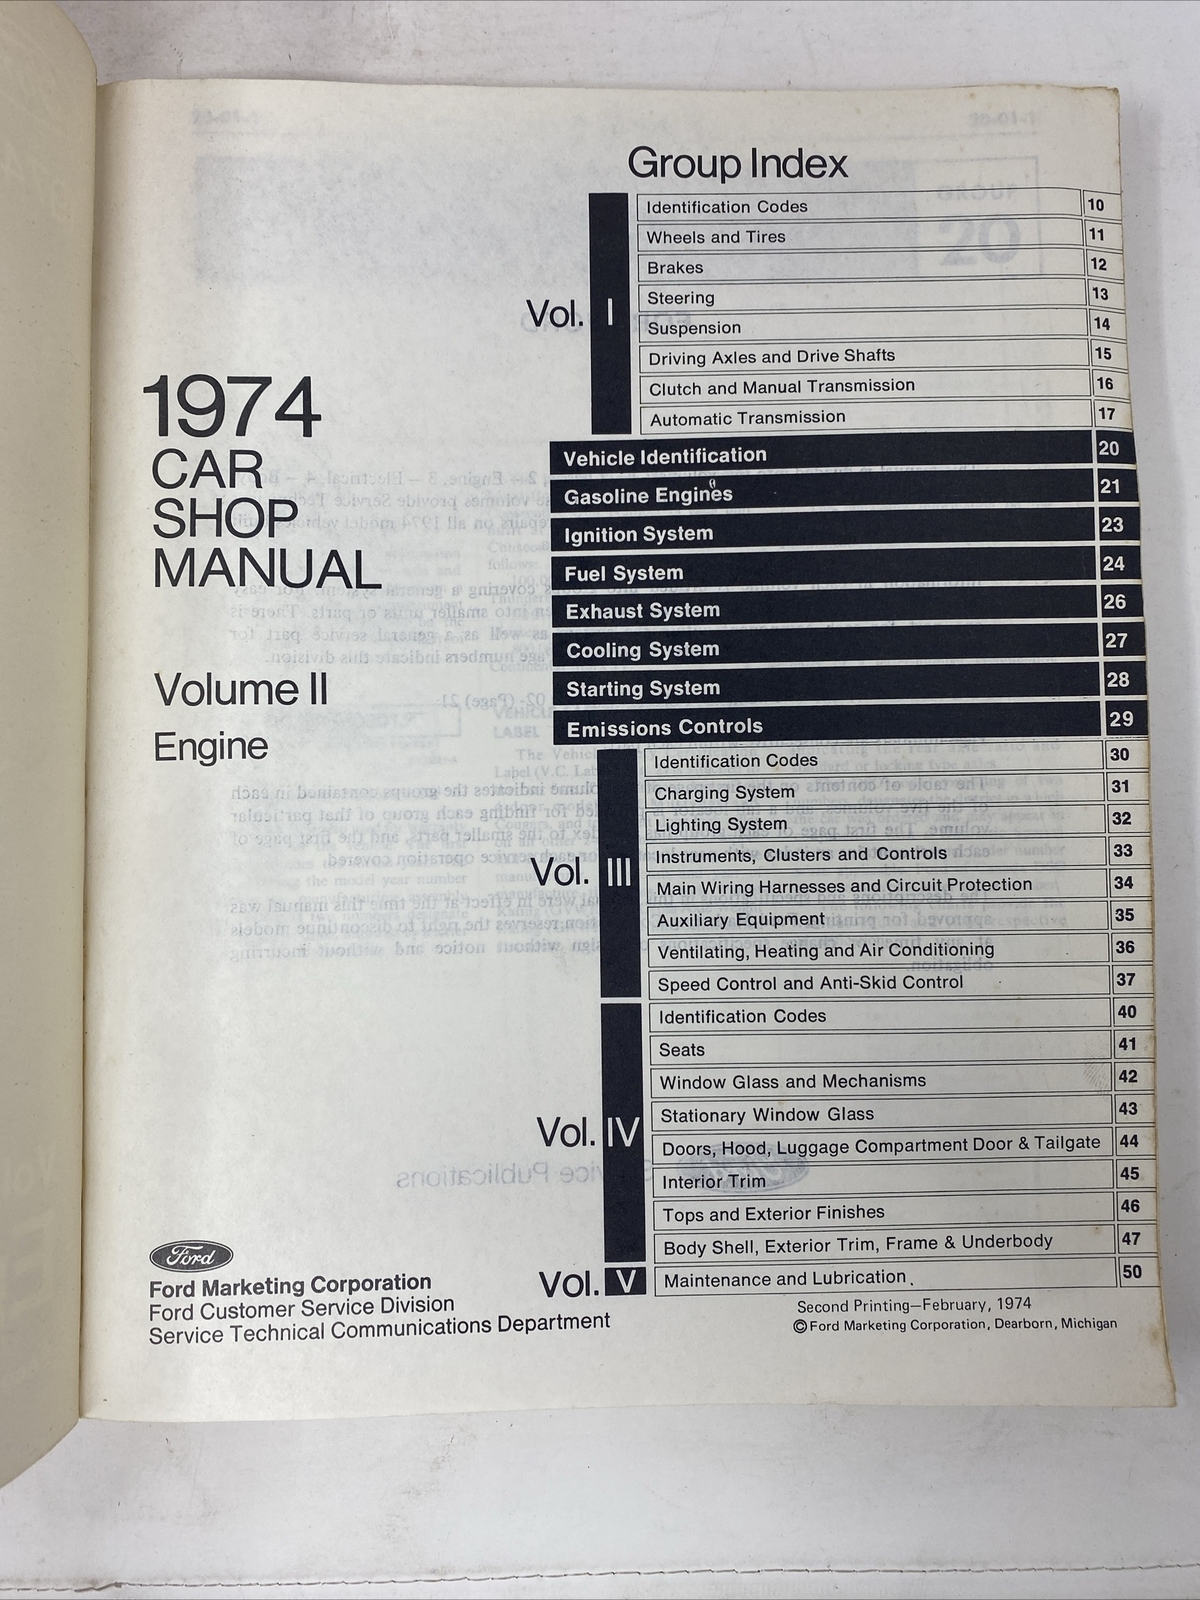 Group Index
Vol. I
Identification Codes 10
Wheels and Tires 11
Brakes 12
Steering 13
Suspension 14
Driving Axles and Drive Shafts 15
Clutch and Manual Transmission 16
Automatic Transmission 17
1974
CAR
SHOP
MANUAL
Volume II
Engine
Vehicle Identification 20
Gasoline Engines 21
Ignition System 23
Fuel System 24
Exhaust System 26
Cooling System 27
Starting System 28
Emissions Controls 29
Vol. III
Identification Codes 30
Charging System 31
Lighting System 32
Instruments, Clusters and Controls 33
Main Wiring Harnesses and Circuit Protection 34
Auxiliary Equipment 35
Ventilating, Heating and Air Conditioning 36
Speed Control and Anti-Skid Control 37
Vol. IV
Identification Codes 40
Seats 41
Window Glass and Mechanisms 42
Stationary Window Glass 43
Doors, Hood, Luggage Compartment Door & Tailgate 44
Interior Trim 45
Tops and Exterior Finishes 46
Body Shell, Exterior Trim, Frame & Underbody 47
Vol. V
Maintenance and Lubrication 50
Ford
Ford Marketing Corporation
Ford Customer Service Division
Service Technical Communications Department
Second Printing—February, 1974
© Ford Marketing Corporation, Dearborn, Michigan